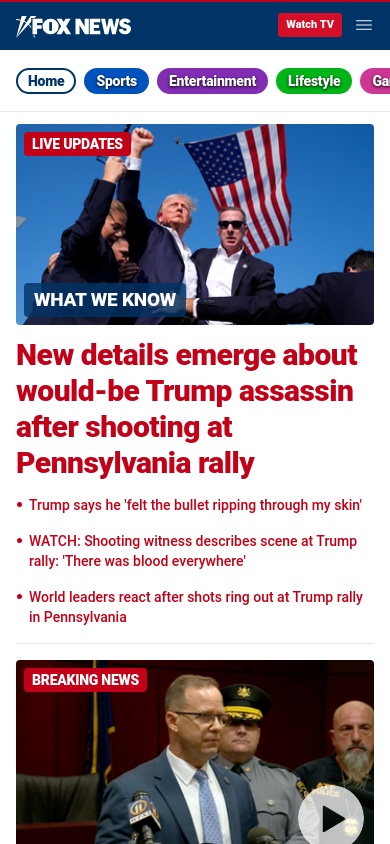 FOX NEWS
Watch TV
Home
Sports
Entertainment
Lifestyle
LIVE UPDATES
WHAT WE KNOW
New details emerge about
would-be Trump assassin
after shooting at
Pennsylvania rally
Trump says he 'felt the bullet ripping through my skin'
WATCH: Shooting witness describes scene at Trump
rally: 'There was blood everywhere'
World leaders react after shots ring out at Trump rally
in Pennsylvania
BREAKING NEWS